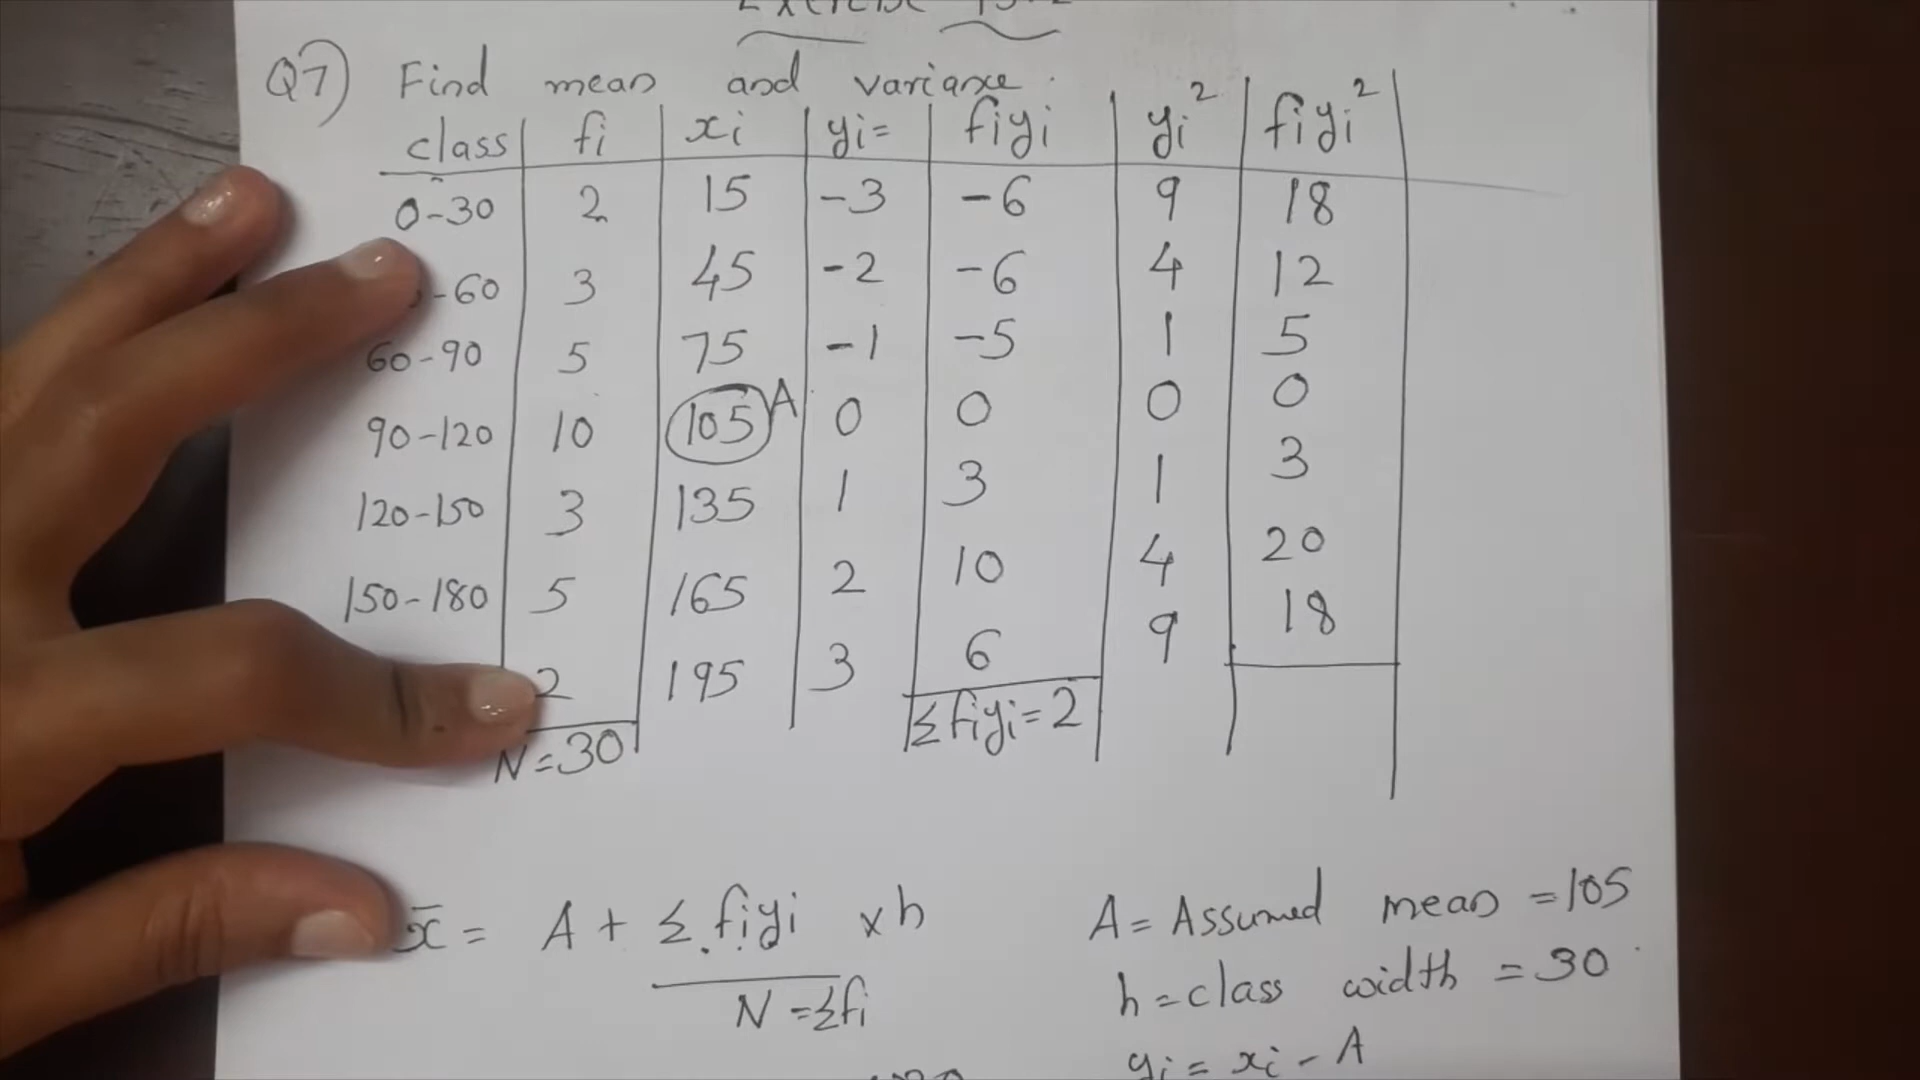 Q7) Find mean and variance.
class fi xi yi= fiyi yi² fiyi²
0-30 2 15 -3 -6 9 18
-60 3 45 -2 -6 4 12
60-90 5 75 -1 -5 1 5
90-120 10 105 A 0 0 0 0
120-150 3 135 1 3 1 3
150-180 5 165 2 10 4 20
2 195 3 6 9 18
N=30 Σfiyi=2
x̄ = A + Σfiyi × h
N=Σfi
A= Assumed mean =105
h=class width =30
yi = xi - A